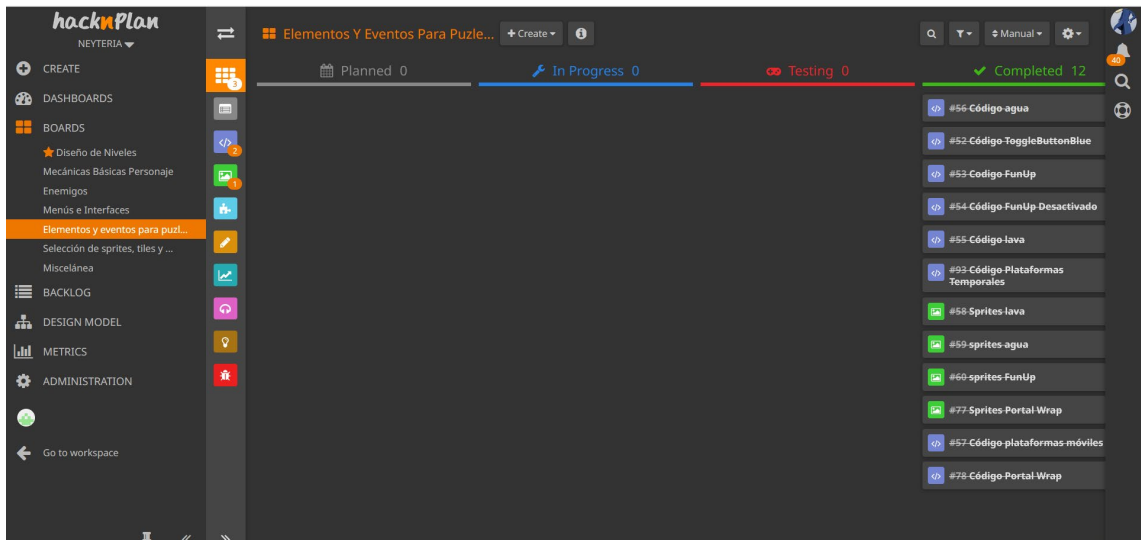 hacknPlan
NEYTERIA
CREATE
DASHBOARDS
BOARDS
Diseño de Niveles
Mecánicas Básicas Personaje
Enemigos
Menús e Interfaces
Elementos y eventos para puzl...
Selección de sprites, tiles y ...
Miscelánea
BACKLOG
DESIGN MODEL
METRICS
ADMINISTRATION
Go to workspace
3
2
1
Elementos Y Eventos Para Puzle...
+ Create
Manual
40
Planned 0
In Progress 0
Testing 0
Completed 12
#56 Código agua
#52 Código ToggleButtonBlue
#53 Codigo FunUp
#54 Código FunUp Desactivado
#55 Código lava
#93 Código Plataformas
Temporales
#58 Sprites lava
#59 sprites agua
#60 sprites FunUp
#77 Sprites Portal Wrap
#57 Código plataformas móviles
#78 Código Portal Wrap